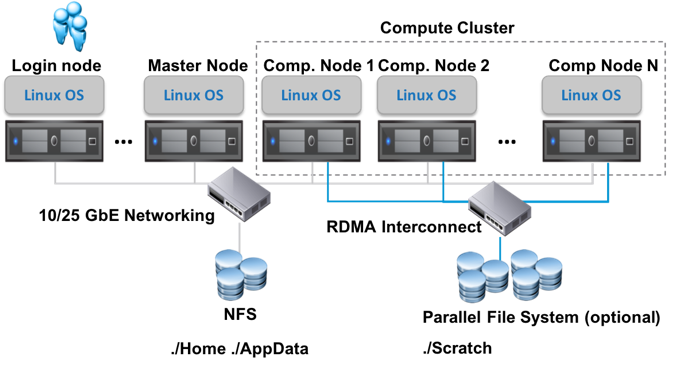 Compute Cluster
Login node
Master Node
Comp. Node 1
Comp. Node 2
Comp Node N
Linux OS
Linux OS
Linux OS
Linux OS
Linux OS
...
...
10/25 GbE Networking
RDMA Interconnect
NFS
Parallel File System (optional)
./Home ./AppData
./Scratch